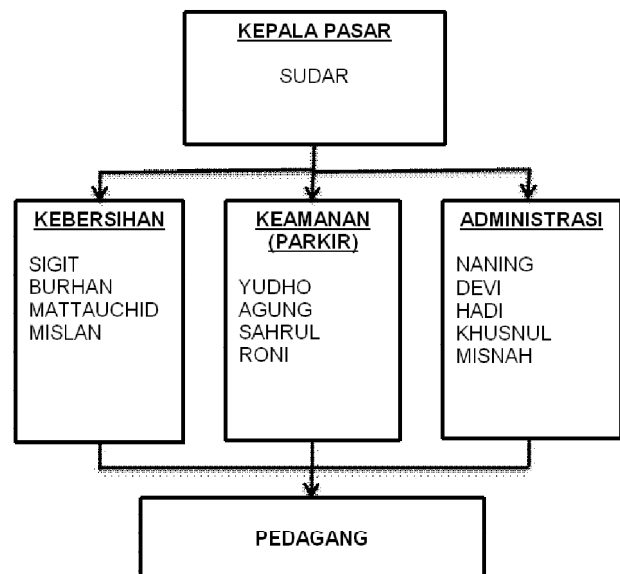 KEPALA PASAR
SUDAR
KEBERSIHAN
SIGIT
BURHAN
MATTAUCHID
MISLAN
KEAMANAN
(PARKIR)
YUDHO
AGUNG
SAHRUL
RONI
ADMINISTRASI
NANING
DEVI
HADI
KHUSNUL
MISNAH
PEDAGANG